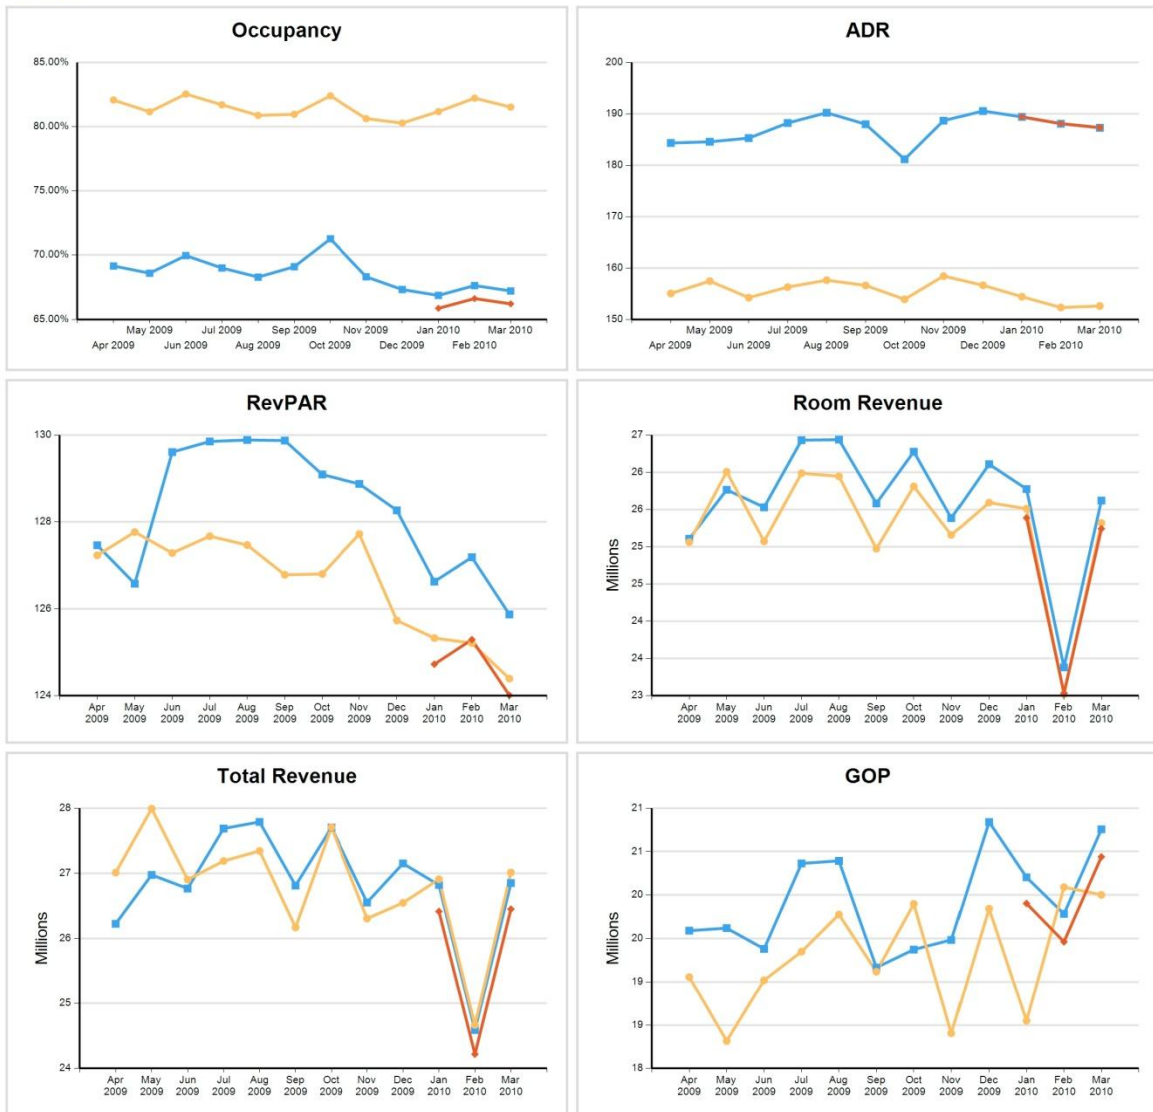 Occupancy
85.00%
80.00%
75.00%
70.00%
65.00%
May 2009 Jul 2009 Sep 2009 Nov 2009 Jan 2010 Mar 2010
Apr 2009 Jun 2009 Aug 2009 Oct 2009 Dec 2009 Feb 2010
ADR
200
190
180
170
160
150
May 2009 Jul 2009 Sep 2009 Nov 2009 Jan 2010 Mar 2010
Apr 2009 Jun 2009 Aug 2009 Oct 2009 Dec 2009 Feb 2010
RevPAR
130
128
126
124
Apr May Jun Jul Aug Sep Oct Nov Dec Jan Feb Mar
2009 2009 2009 2009 2009 2009 2009 2009 2009 2010 2010 2010
Room Revenue
Millions
27
26
26
25
25
24
24
23
Apr May Jun Jul Aug Sep Oct Nov Dec Jan Feb Mar
2009 2009 2009 2009 2009 2009 2009 2009 2009 2010 2010 2010
Total Revenue
Millions
28
27
26
25
24
Apr May Jun Jul Aug Sep Oct Nov Dec Jan Feb Mar
2009 2009 2009 2009 2009 2009 2009 2009 2009 2010 2010 2010
GOP
Millions
21
21
20
20
19
19
18
Apr May Jun Jul Aug Sep Oct Nov Dec Jan Feb Mar
2009 2009 2009 2009 2009 2009 2009 2009 2009 2010 2010 2010